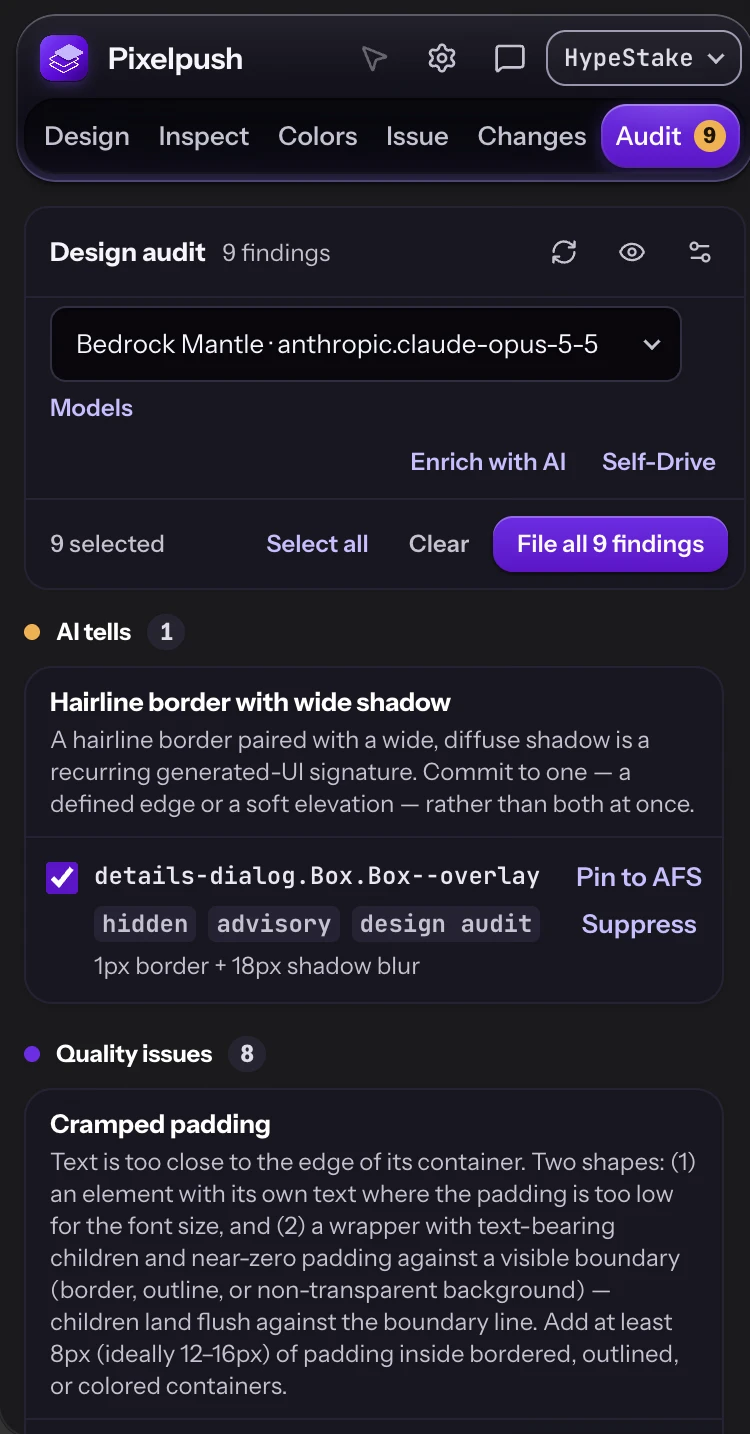 Pixelpush
HypeStake
Design Inspect Colors Issue Changes Audit 9
Design audit 9 findings
Bedrock Mantle · anthropic.claude-opus-5-5
Models
Enrich with AI Self-Drive
9 selected Select all Clear File all 9 findings
AI tells 1
Hairline border with wide shadow
A hairline border paired with a wide, diffuse shadow is a
recurring generated-UI signature. Commit to one — a
defined edge or a soft elevation — rather than both at once.
details-dialog.Box.Box--overlay Pin to AFS
hidden advisory design audit Suppress
1px border + 18px shadow blur
Quality issues 8
Cramped padding
Text is too close to the edge of its container. Two shapes: (1)
an element with its own text where the padding is too low
for the font size, and (2) a wrapper with text-bearing
children and near-zero padding against a visible boundary
(border, outline, or non-transparent background) —
children land flush against the boundary line. Add at least
8px (ideally 12–16px) of padding inside bordered, outlined,
or colored containers.